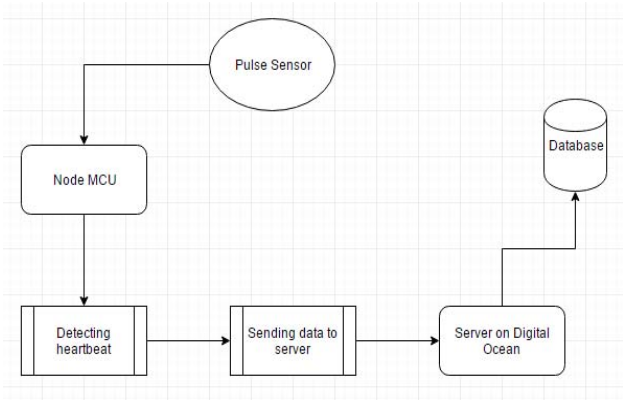 Pulse Sensor
Node MCU
Database
Detecting
heartbeat
Sending data to
server
Server on Digital
Ocean